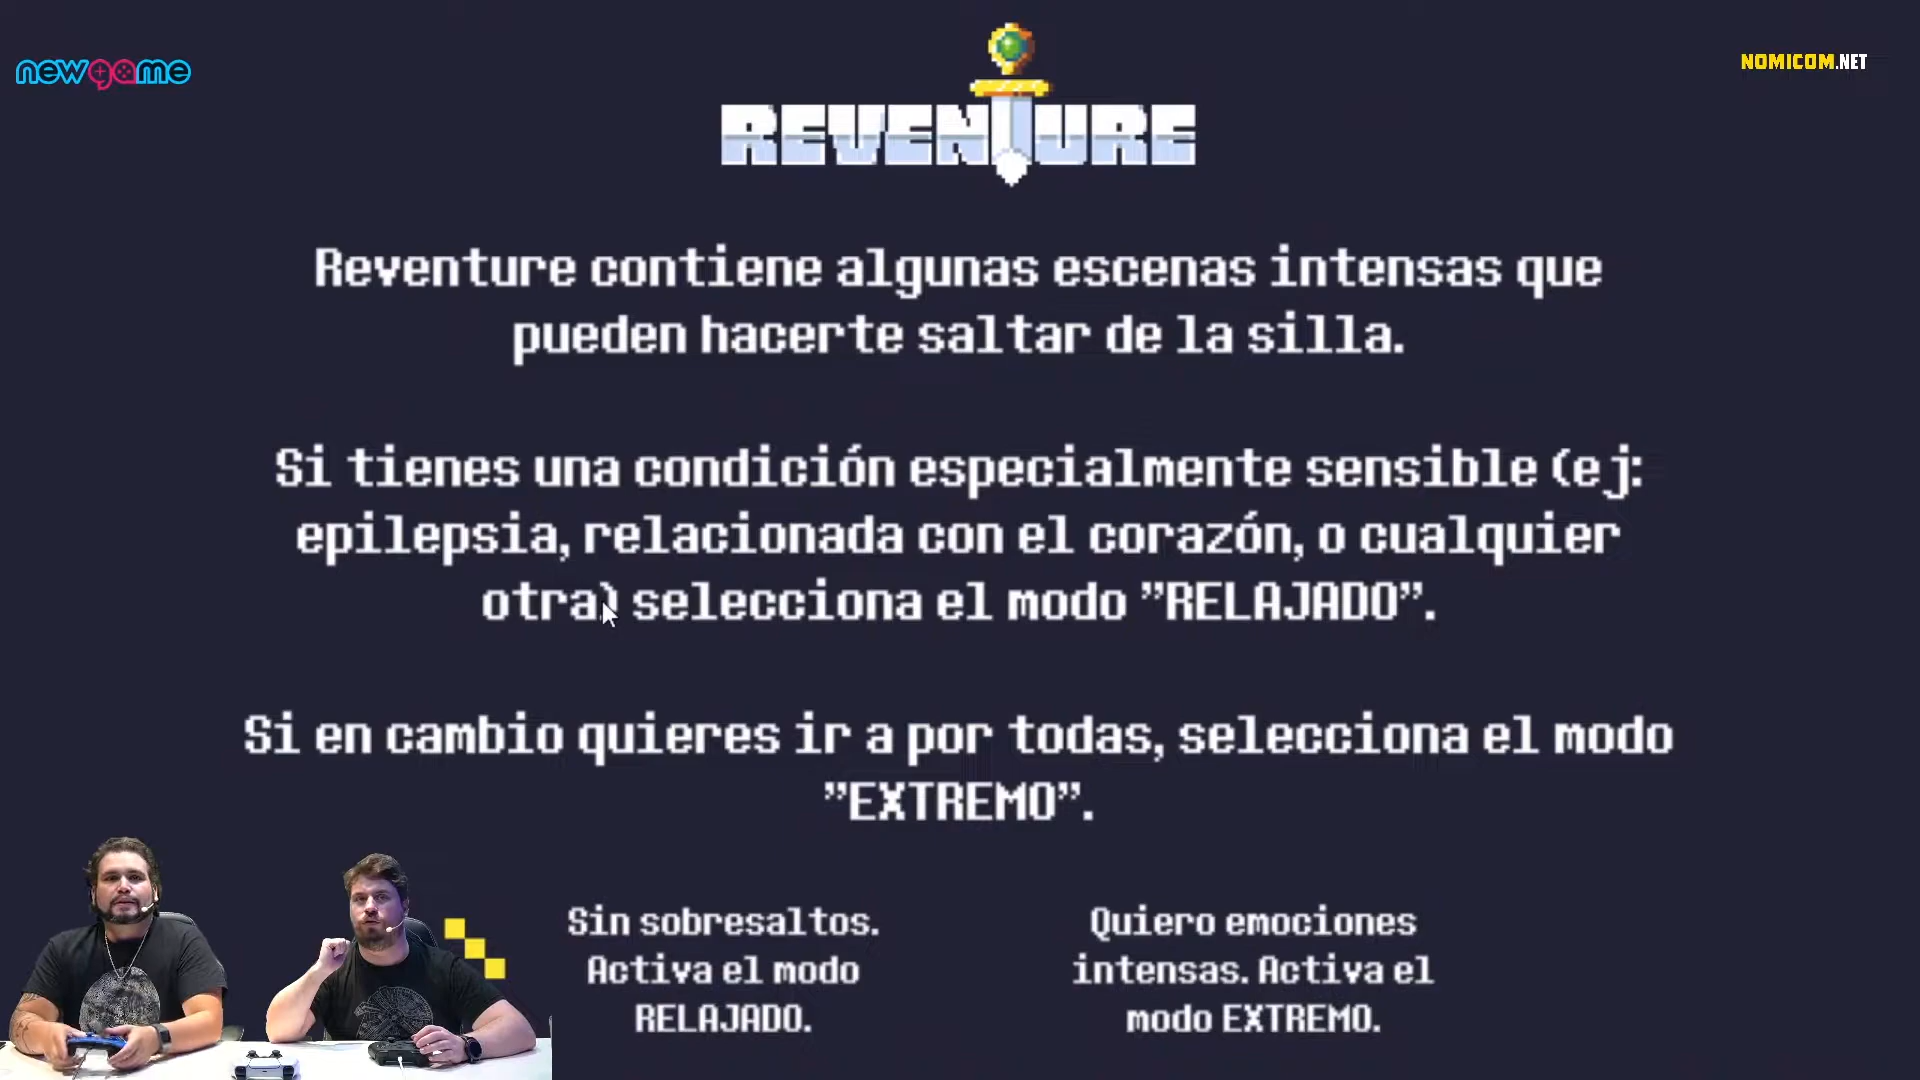 newgame
NOMICOM.NET
REVENTURE
Reventure contiene algunas escenas intensas que
pueden hacerte saltar de la silla.
Si tienes una condición especialmente sensible (ej:
epilepsia, relacionada con el corazón, o cualquier
otra) selecciona el modo "RELAJADO".
Si en cambio quieres ir a por todas, selecciona el modo
"EXTREMO".
Sin sobresaltos.
Activa el modo
RELAJADO.
Quiero emociones
intensas. Activa el
modo EXTREMO.